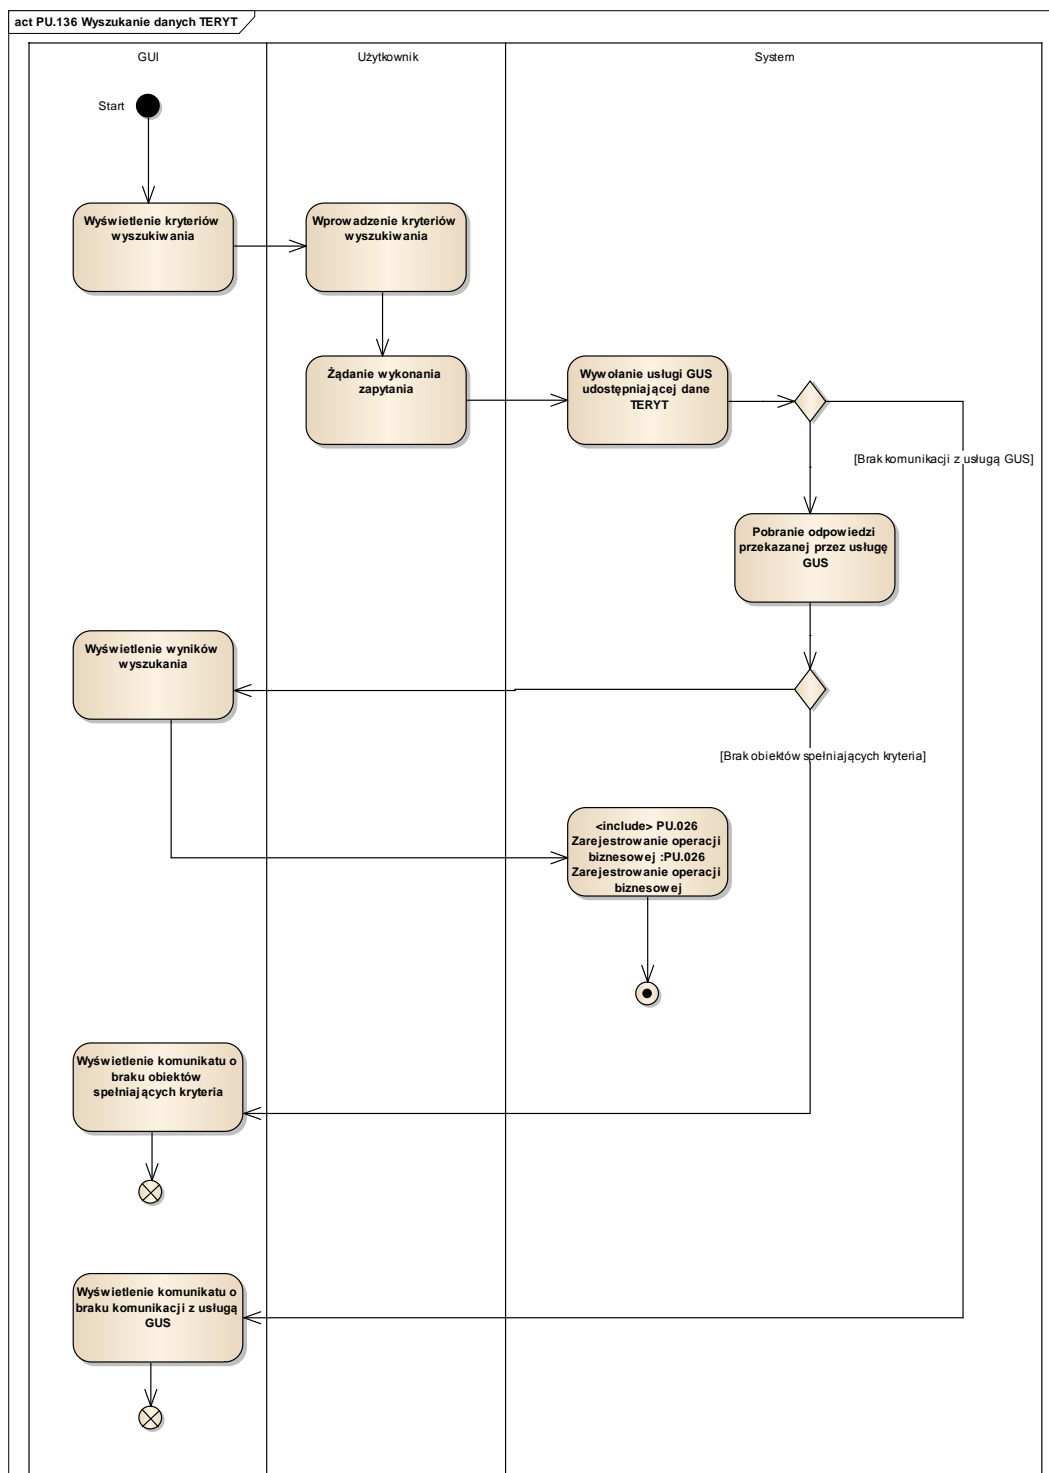 act PU.136 Wyszukanie danych TERYT
GUI
Użytkownik
System
Start
Wyświetlenie kryteriów
wyszukiwania
Wprowadzenie kryteriów
wyszukiwania
Żądanie wykonania
zapytania
Wywołanie usługi GUS
udostępniającej dane
TERYT
[Brak komunikacji z usługą GUS]
Pobranie odpowiedzi
przekazanej przez usługę
GUS
Wyświetlenie wyników
wyszukania
[Brak obiektów spełniających kryteria]
<include> PU.026
Zarejestrowanie operacji
biznesowej :PU.026
Zarejestrowanie operacji
biznesowej
Wyświetlenie komunikatu o
braku obiektów
spełniających kryteria
Wyświetlenie komunikatu o
braku komunikacji z usługą
GUS